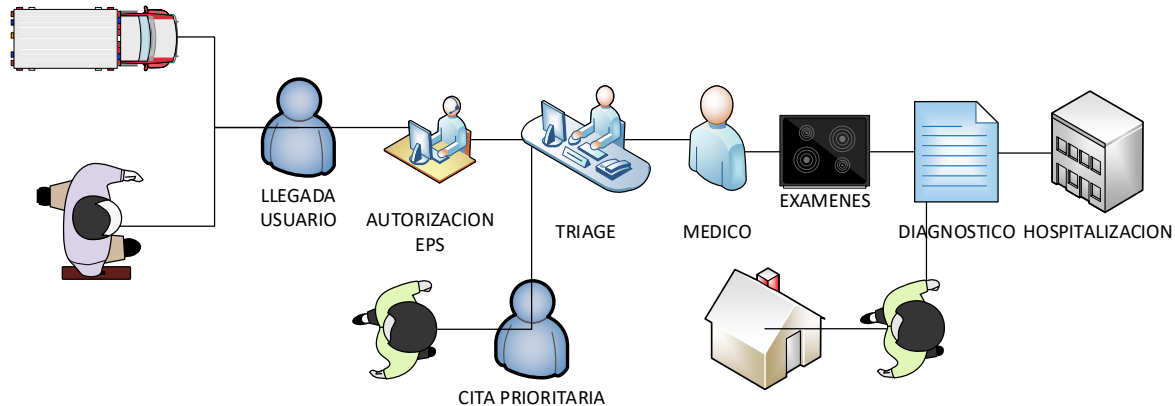 LLEGADA
USUARIO
AUTORIZACION
EPS
TRIAGE
MEDICO
EXAMENES
DIAGNOSTICO
HOSPITALIZACION
CITA PRIORITARIA